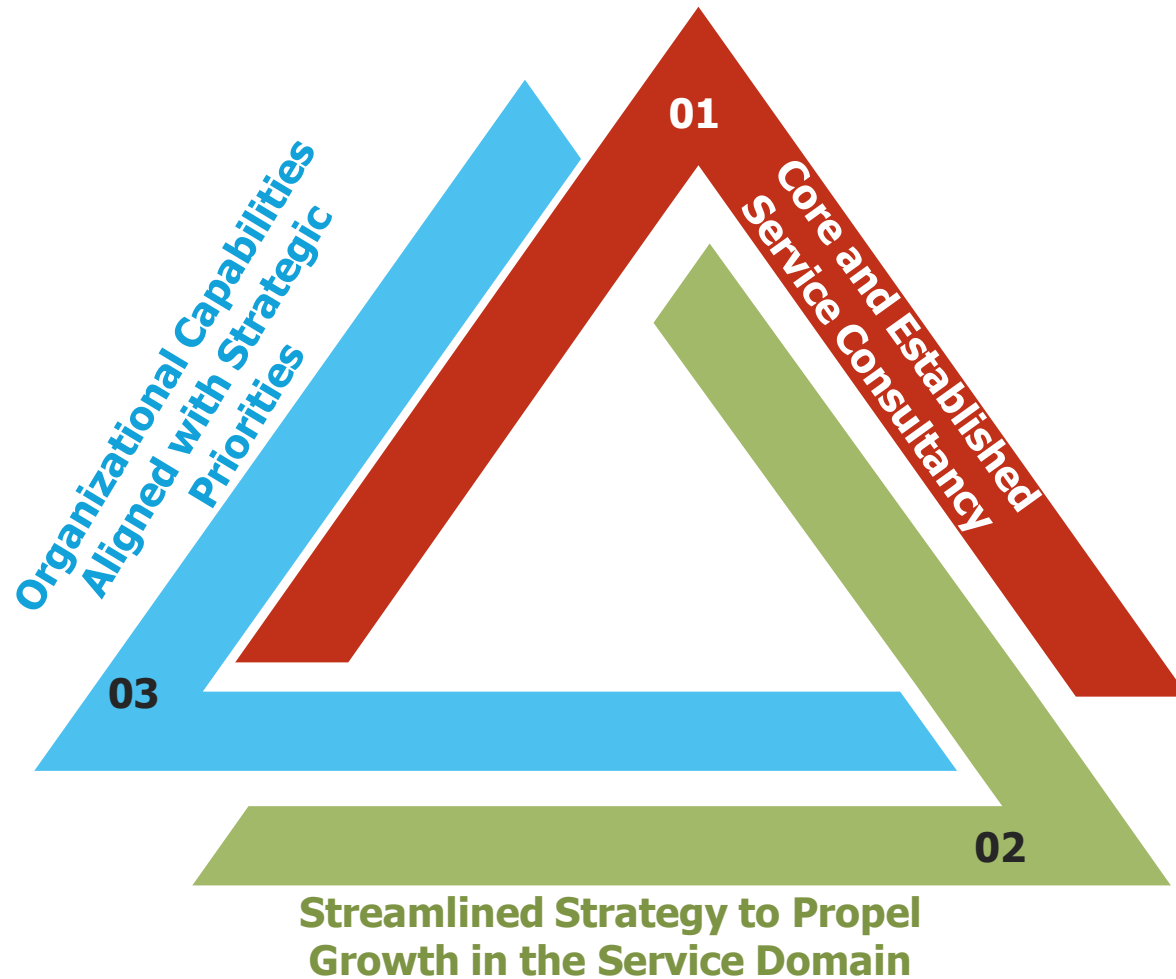 01
Core and Established
Service Consultancy
Organizational Capabilities
Aligned with Strategic
Priorities
03
02
Streamlined Strategy to Propel
Growth in the Service Domain